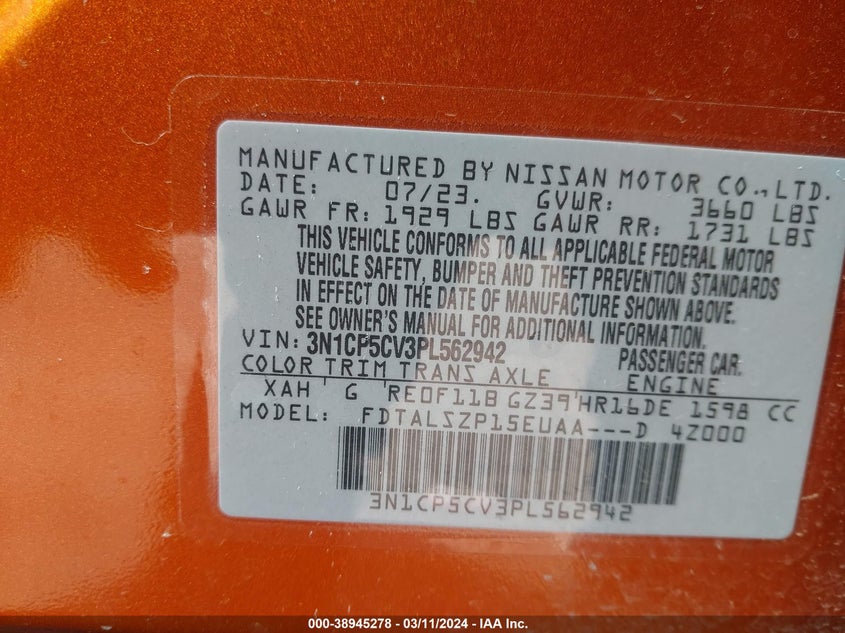 MANUFACTURED BY NISSAN MOTOR CO., LTD.
DATE: 07/23. GVWR: 3660 LBS
GAWR FR: 1929 LBS GAWR RR: 1731 LBS
THIS VEHICLE CONFORMS TO ALL APPLICABLE FEDERAL MOTOR
VEHICLE SAFETY, BUMPER AND THEFT PREVENTION STANDARDS
IN EFFECT ON THE DATE OF MANUFACTURE SHOWN ABOVE.
SEE OWNER'S MANUAL FOR ADDITIONAL INFORMATION.
VIN: 3N1CP5CV3PL562942 PASSENGER CAR.
COLOR TRIM TRANS AXLE ENGINE
XAH ' G ' RE0F11B GZ39 ' HR16DE 1598 CC
MODEL: FDTALSZP15EUAA---D 4Z000
3N1CP5CV3PL562942
000-38945278 - 03/11/2024 - IAA Inc.